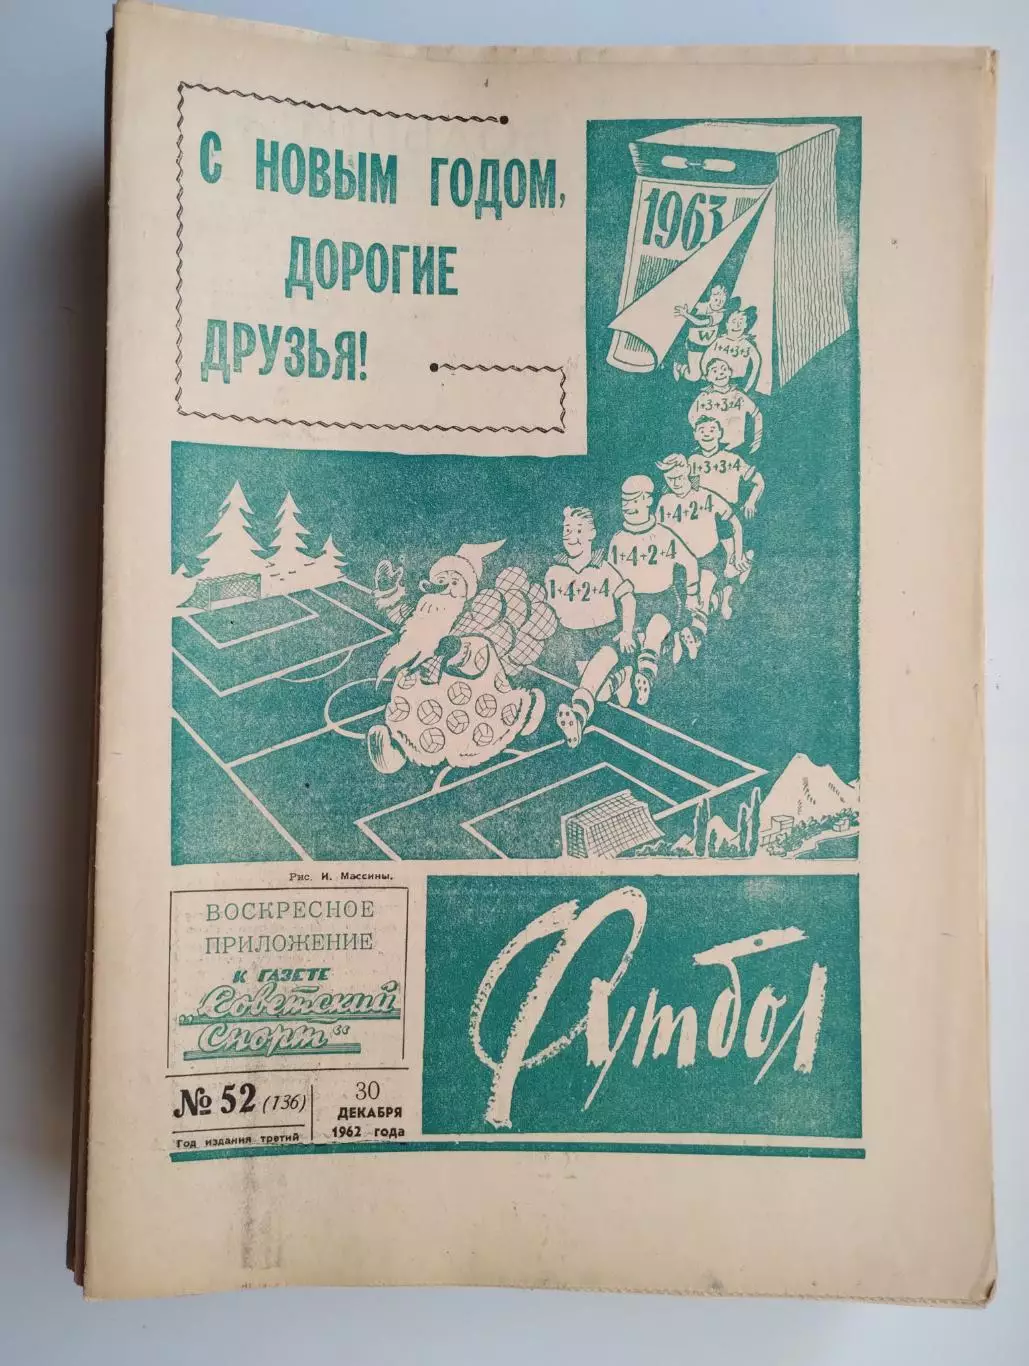 С НОВЫМ ГОДОМ,
ДОРОГИЕ
ДРУЗЬЯ!
1963
W
1+4+3+3
1+3+3+4
1+3+3+4
1+4+2+4
1+4+2+4
1+4+2+4
Рис. И. Массины.
ВОСКРЕСНОЕ
ПРИЛОЖЕНИЕ
К ГАЗЕТЕ
„Советский
Спорт“
№ 52 (136)
Год издания третий
30
ДЕКАБРЯ
1962 года
Футбол